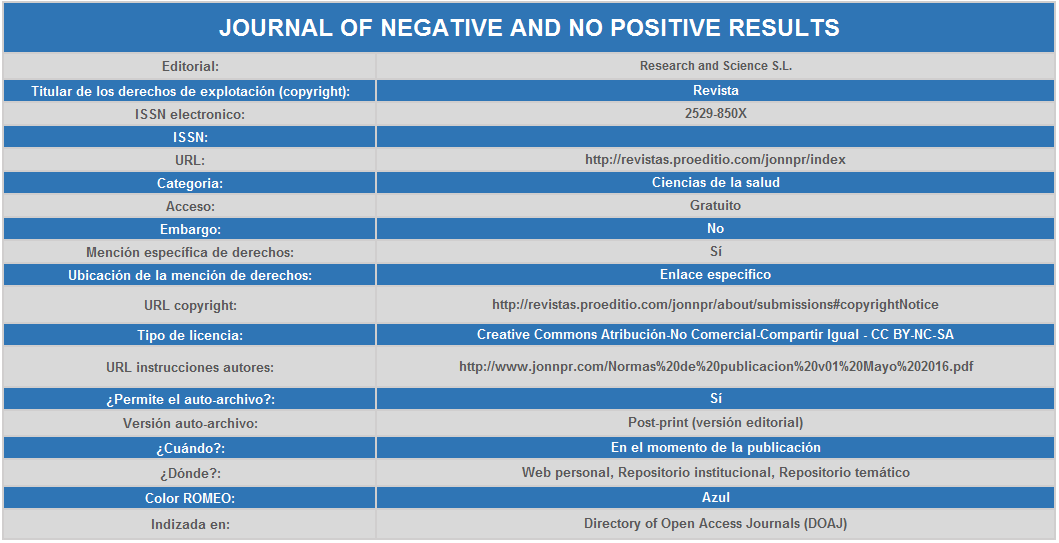 JOURNAL OF NEGATIVE AND NO POSITIVE RESULTS
Editorial: Research and Science S.L.
Titular de los derechos de explotación (copyright): Revista
ISSN electronico: 2529-850X
ISSN:
URL: http://revistas.proeditio.com/jonnpr/index
Categoria: Ciencias de la salud
Acceso: Gratuito
Embargo: No
Mención específica de derechos: Sí
Ubicación de la mención de derechos: Enlace especifico
URL copyright: http://revistas.proeditio.com/jonnpr/about/submissions#copyrightNotice
Tipo de licencia: Creative Commons Atribución-No Comercial-Compartir Igual - CC BY-NC-SA
URL instrucciones autores: http://www.jonnpr.com/Normas%20de%20publicacion%20v01%20Mayo%202016.pdf
¿Permite el auto-archivo?: Sí
Versión auto-archivo: Post-print (versión editorial)
¿Cuándo?: En el momento de la publicación
¿Dónde?: Web personal, Repositorio institucional, Repositorio temático
Color ROMEO: Azul
Indizada en: Directory of Open Access Journals (DOAJ)